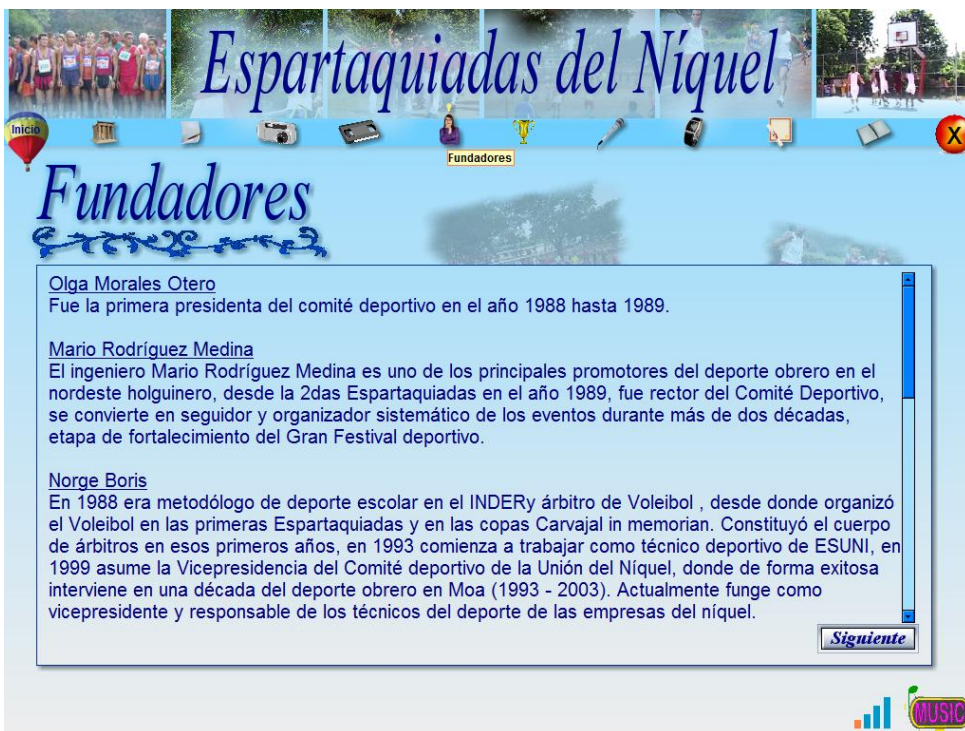 Espartaquiadas del Níquel
Inicio
X
Fundadores
Fundadores
Olga Morales Otero
Fue la primera presidenta del comité deportivo en el año 1988 hasta 1989.
Mario Rodríguez Medina
El ingeniero Mario Rodríguez Medina es uno de los principales promotores del deporte obrero en el
nordeste holguinero, desde la 2das Espartaquiadas en el año 1989, fue rector del Comité Deportivo,
se convierte en seguidor y organizador sistemático de los eventos durante más de dos décadas,
etapa de fortalecimiento del Gran Festival deportivo.
Norge Boris
En 1988 era metodólogo de deporte escolar en el INDERy árbitro de Voleibol , desde donde organizó
el Voleibol en las primeras Espartaquiadas y en las copas Carvajal in memorian. Constituyó el cuerpo
de árbitros en esos primeros años, en 1993 comienza a trabajar como técnico deportivo de ESUNI, en
1999 asume la Vicepresidencia del Comité deportivo de la Unión del Níquel, donde de forma exitosa
interviene en una década del deporte obrero en Moa (1993 - 2003). Actualmente funge como
vicepresidente y responsable de los técnicos del deporte de las empresas del níquel.
Siguiente
MUSIC